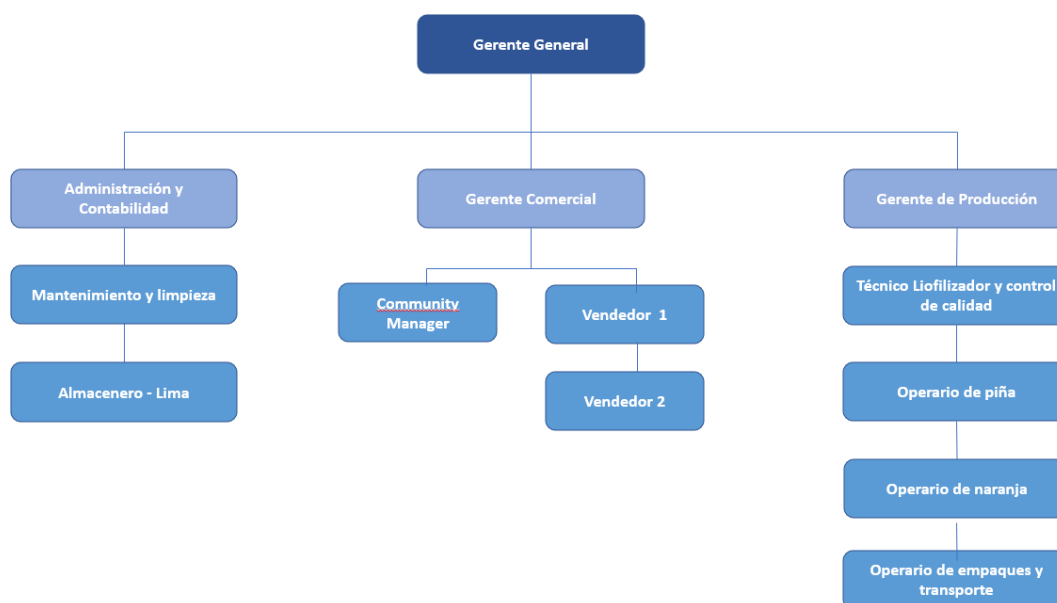 Gerente General
Administración y
Contabilidad
Gerente Comercial
Gerente de Producción
Mantenimiento y limpieza
Almacenero - Lima
Community
Manager
Vendedor 1
Vendedor 2
Técnico Liofilizador y control
de calidad
Operario de piña
Operario de naranja
Operario de empaques y
transporte